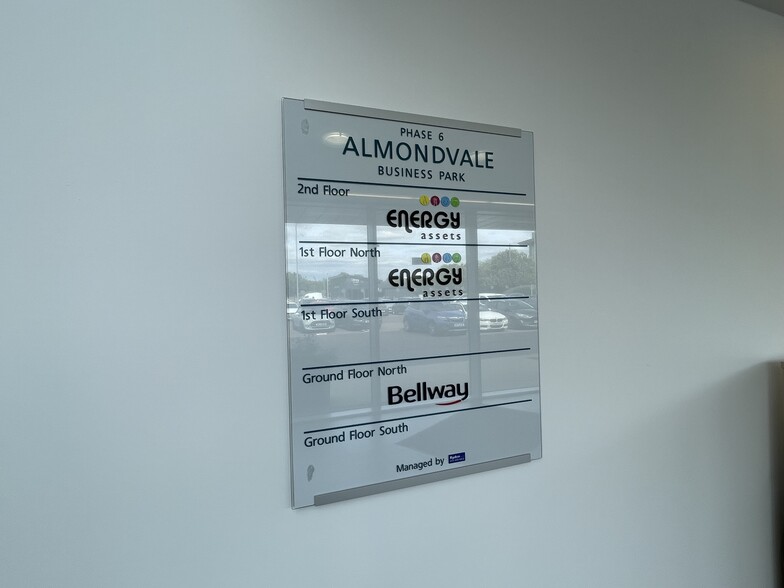 PHASE 6
ALMONDVALE
BUSINESS PARK
2nd Floor
ENERGY
assets
1st Floor North
ENERGY
assets
1st Floor South
Ground Floor North
Bellway
Ground Floor South
Managed by